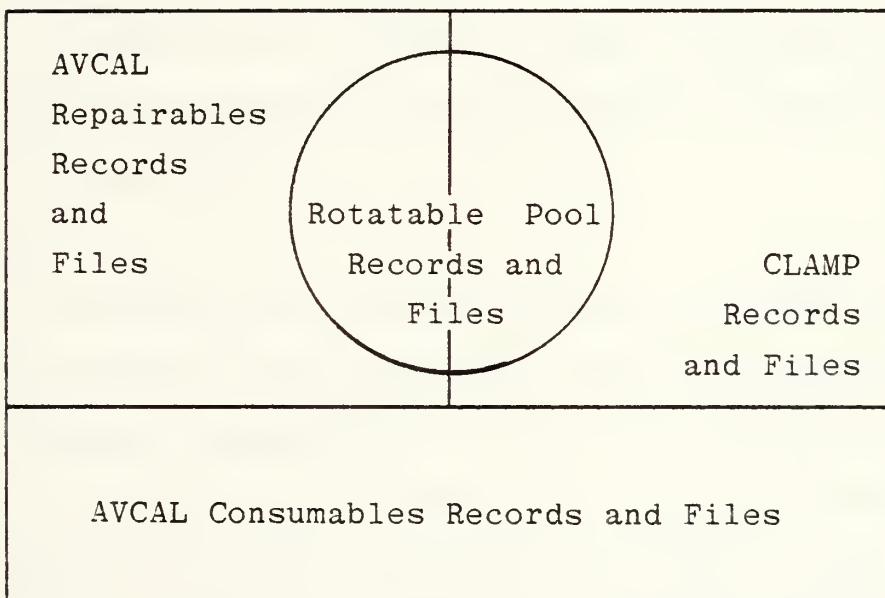 AVCAL
Repairables
Records
and
Files
Rotatable Pool
Records and
Files
CLAMP
Records
and Files
AVCAL Consumables Records and Files